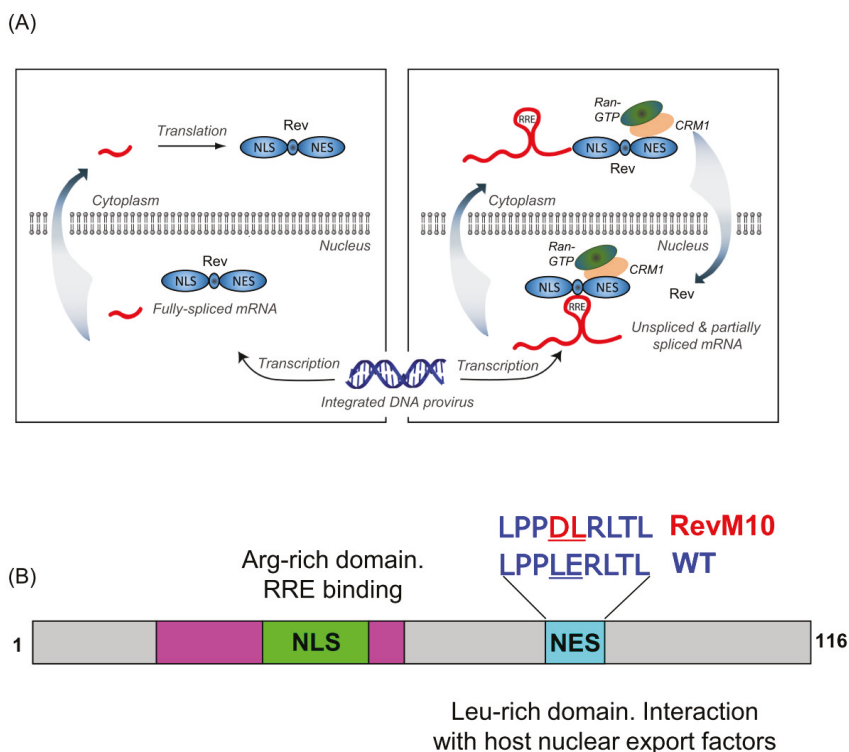 (A)
Translation
Rev
NLS
NES
Cytoplasm
Nucleus
Rev
NLS
NES
Fully-spliced mRNA
Transcription
Integrated DNA provirus
Transcription
RRE
Ran-
GTP
CRM1
NLS
NES
Rev
Cytoplasm
Nucleus
Ran-
GTP
CRM1
NLS
NES
RRE
Rev
Unspliced & partially
spliced mRNA
(B)
LPPDLRLTL RevM10
LPPLERLTL WT
Arg-rich domain.
RRE binding
1
NLS
NES
116
Leu-rich domain. Interaction
with host nuclear export factors